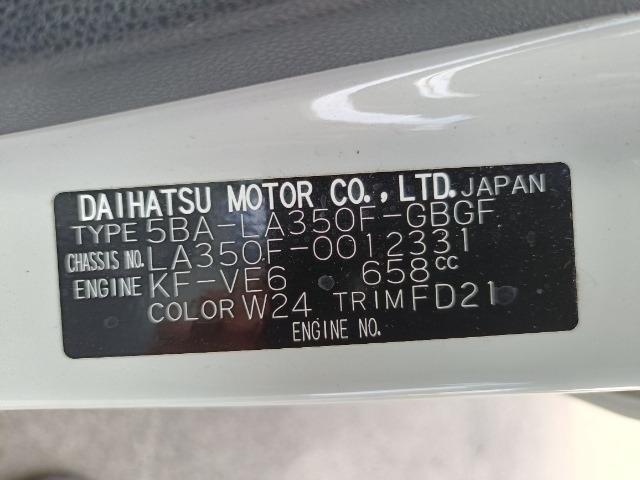 DAIHATSU MOTOR CO., LTD. JAPAN
TYPE 5BA-LA350F-GBGF
CHASSIS NO. LA350F-0012331
ENGINE KF-VE6 658CC
COLOR W24 TRIM FD21
ENGINE NO.